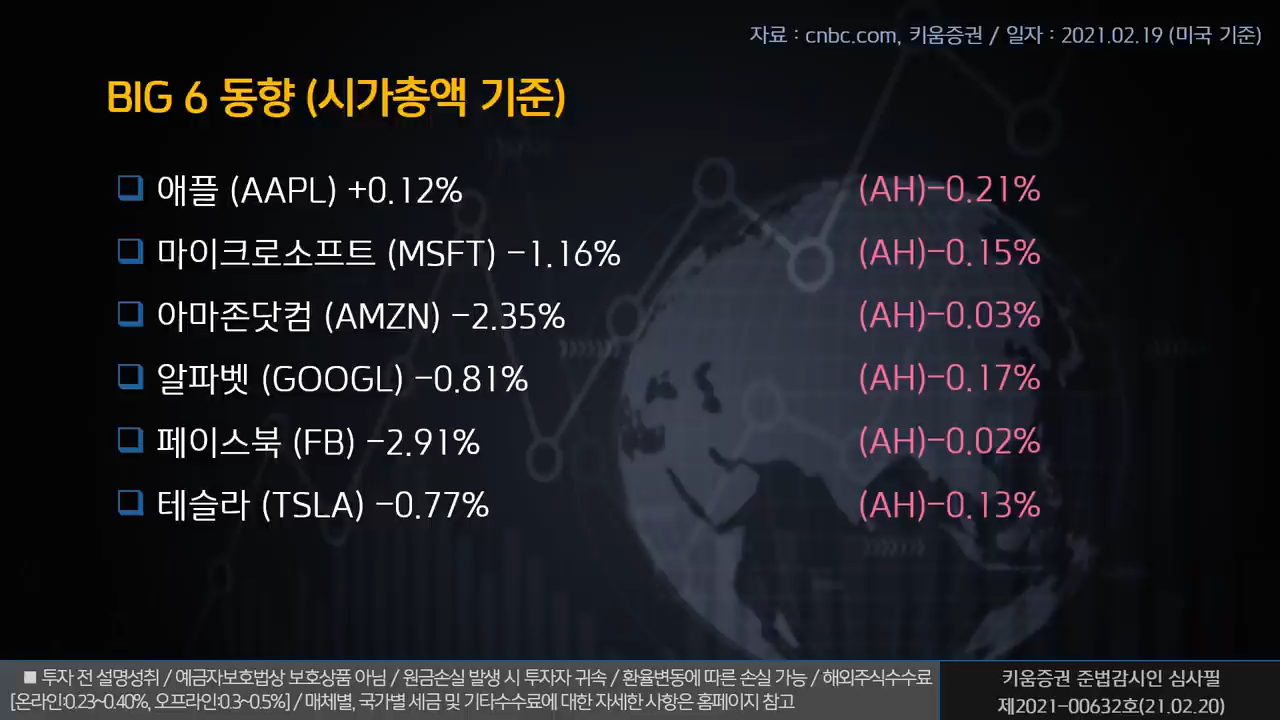 자료 : cnbc.com, 키움증권 / 일자 : 2021.02.19 (미국 기준)
BIG 6 동향 (시가총액 기준)
애플 (AAPL) +0.12% (AH)-0.21%
마이크로소프트 (MSFT) -1.16% (AH)-0.15%
아마존닷컴 (AMZN) -2.35% (AH)-0.03%
알파벳 (GOOGL) -0.81% (AH)-0.17%
페이스북 (FB) -2.91% (AH)-0.02%
테슬라 (TSLA) -0.77% (AH)-0.13%
■ 투자 전 설명성취 / 예금자보호법상 보호상품 아님 / 원금손실 발생 시 투자자 귀속 / 환율변동에 따른 손실 가능 / 해외주식수수료
[온라인:0.23~0.40%, 오프라인:0.3~0.5%] / 매체별, 국가별 세금 및 기타수수료에 대한 자세한 사항은 홈페이지 참고
키움증권 준법감시인 심사필
제2021-00632호(21.02.20)